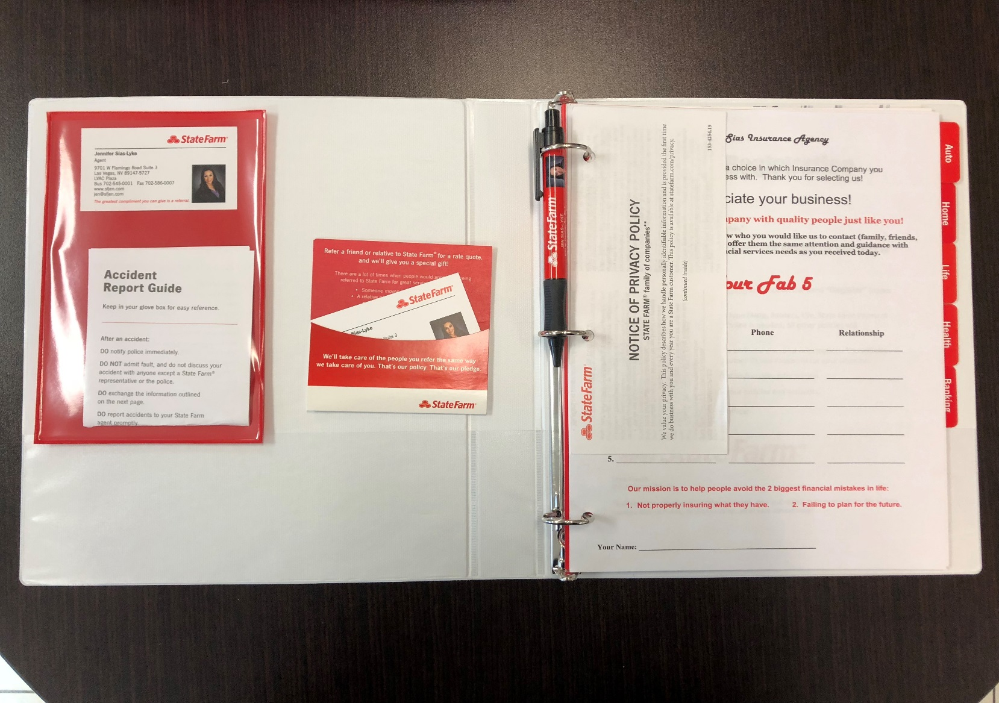 StateFarm®
Jennifer Sias-Lyke
Agent
9701 W Flamingo Road Suite 3
Las Vegas, NV 89147-5727
LVAC Plaza
Bus 702-545-0001 Fax 702-586-0007
www.sfjen.com
jen@sfjen.com
The greatest compliment you can give is a referral.
Accident
Report Guide
Keep in your glove box for easy reference.
After an accident:
DO notify police immediately.
DO NOT admit fault, and do not discuss your
accident with anyone except a State Farm®
representative or the police.
DO exchange the information outlined
on the next page.
DO report accidents to your State Farm
agent promptly.
Refer a friend or relative to State Farm® for a rate quote,
and we'll give you a special gift!
There are a lot of times when people would
referred to State Farm for great
• Someone
• A relative
StateFarm®
Sias-Lyke
Suite 3
We'll take care of the people you refer the same way
we take care of you. That's our policy. That's our pledge.
StateFarm®
StateFarm
JEN SIAS-LYKE
StateFarm®
NOTICE OF PRIVACY POLICY
STATE FARM® family of companies**
We value your privacy. This policy describes how we handle personally identifiable information and is provided the first time
we do business with you and every year you are a State Farm customer. This policy is available at statefarm.com/privacy.
(continued inside)
153-4254.15
Sias Insurance Agency
a choice in which Insurance Company you
ess with. Thank you for selecting us!
ciate your business!
pany with quality people just like you!
w who you would like us to contact (family, friends,
offer them the same attention and guidance with
cial services needs as you received today.
our Fab 5
Phone Relationship
5.
Our mission is to help people avoid the 2 biggest financial mistakes in life:
1. Not properly insuring what they have. 2. Failing to plan for the future.
Your Name:
Auto
Home
Life
Health
Banking